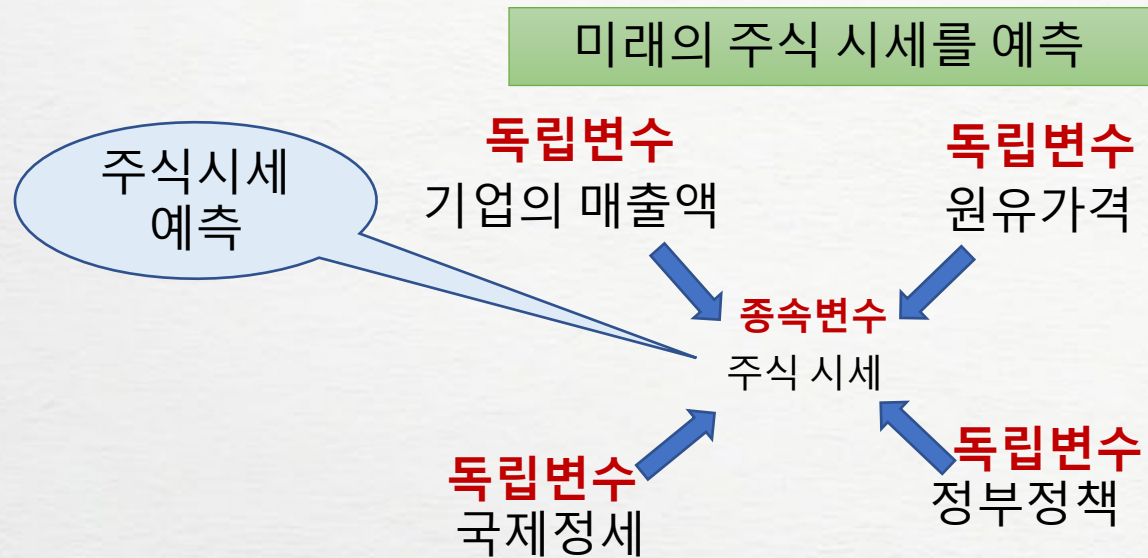 미래의 주식 시세를 예측
주식시세
예측
독립변수
기업의 매출액
독립변수
원유가격
종속변수
주식 시세
독립변수
국제정세
독립변수
정부정책